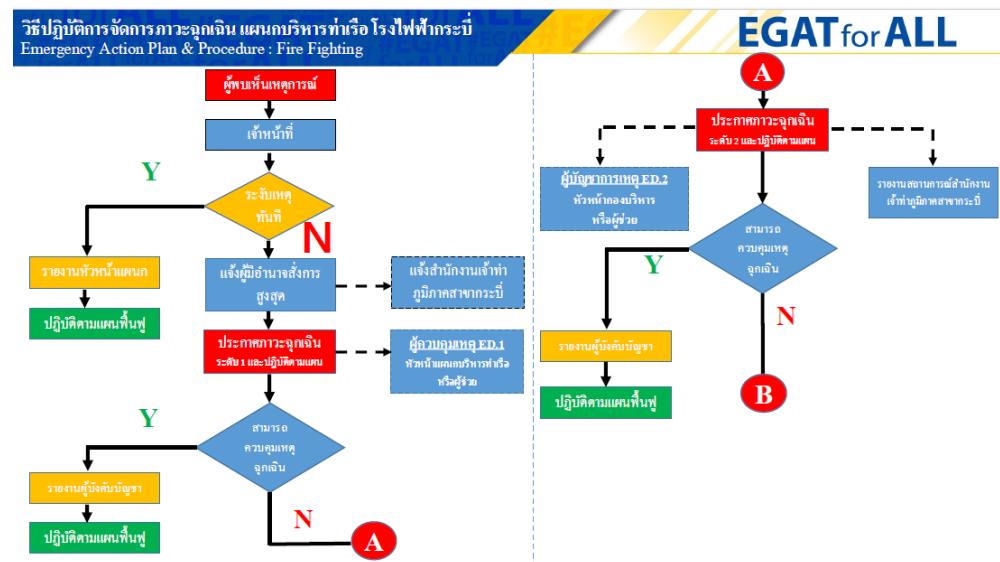 วิธีปฏิบัติการจัดการภาวะฉุกเฉิน แผนกบริหารท่าเรือ โรงไฟฟ้ากระบี่
Emergency Action Plan & Procedure : Fire Fighting
EGAT for ALL
ผู้พบเห็นเหตุการณ์
เจ้าหน้าที่
Y
ระงับเหตุ
ทันที
N
รายงานหัวหน้าแผนก
ปฏิบัติตามแผนฟื้นฟู
แจ้งผู้มีอำนาจสั่งการ
สูงสุด
แจ้งสำนักงานเจ้าท่า
ภูมิภาคสาขากระบี่
ประกาศภาวะฉุกเฉิน
ระดับ 1 และปฏิบัติตามแผน
ผู้ควบคุมเหตุ ED.1
หัวหน้าแผนกบริหารท่าเรือ
หรือผู้ช่วย
Y
สามารถ
ควบคุมเหตุ
ฉุกเฉิน
รายงานผู้บังคับบัญชา
ปฏิบัติตามแผนฟื้นฟู
N
A
A
ประกาศภาวะฉุกเฉิน
ระดับ 2 และปฏิบัติตามแผน
ผู้บัญชาการเหตุ ED.2
หัวหน้ากองบริหาร
หรือผู้ช่วย
รายงานสถานการณ์สำนักงาน
เจ้าท่าภูมิภาคสาขากระบี่
สามารถ
ควบคุมเหตุ
ฉุกเฉิน
Y
N
รายงานผู้บังคับบัญชา
ปฏิบัติตามแผนฟื้นฟู
B